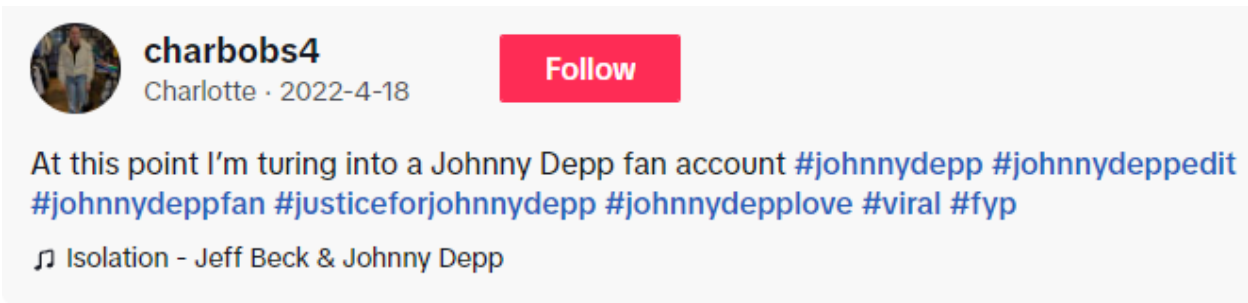 charbobs4
Follow
Charlotte · 2022-4-18
At this point I’m turing into a Johnny Depp fan account #johnnydepp #johnnydeppedit
#johnnydeppfan #justiceforjohnnydepp #johnnydepplove #viral #fyp
♫ Isolation - Jeff Beck & Johnny Depp